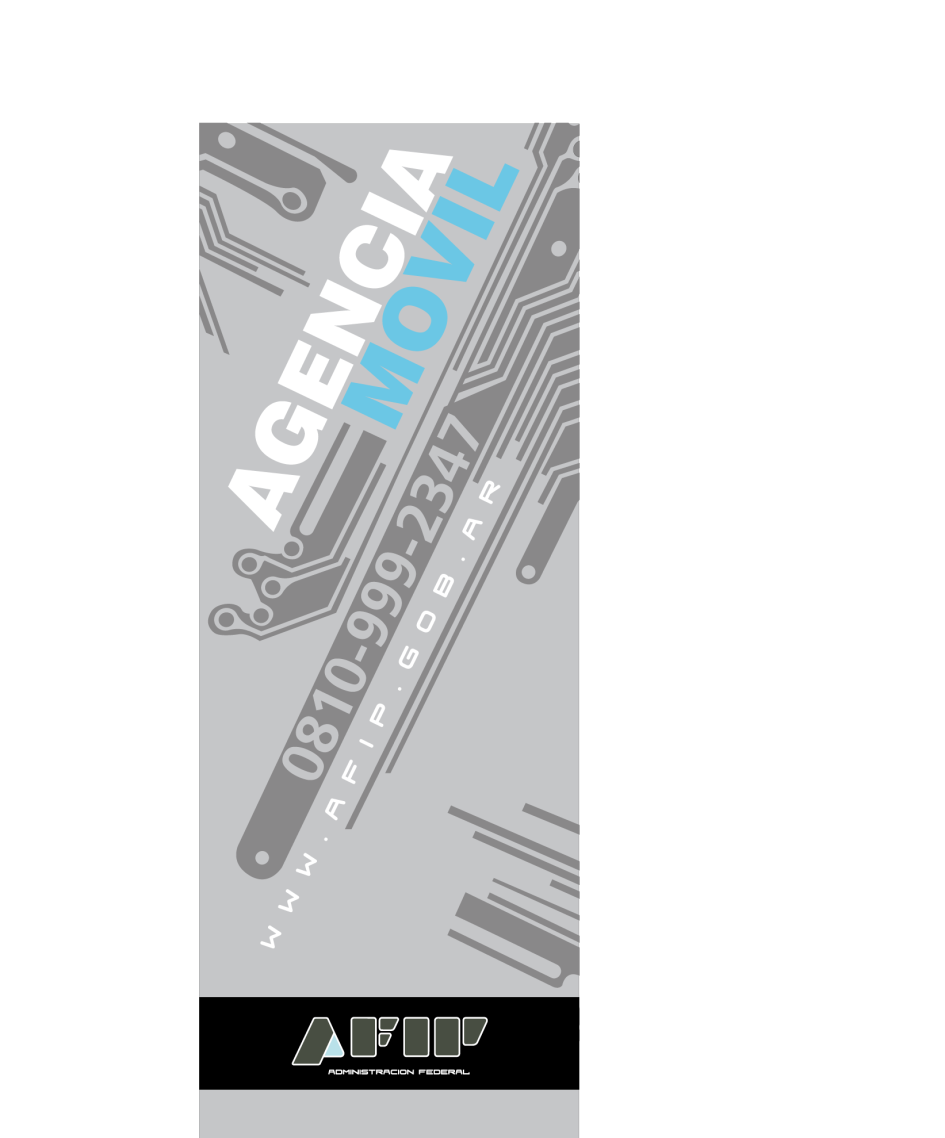 AGENCIA
MOVIL
0810-999-2347
WWW.AFIP.GOB.AR
AFIP
ADMINISTRACION FEDERAL